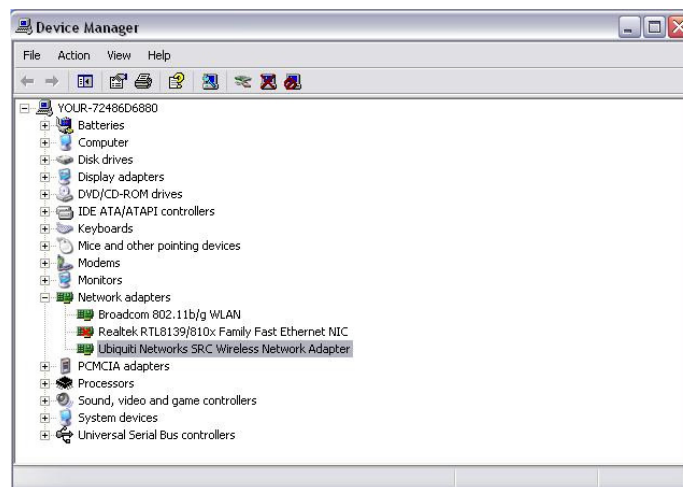 Device Manager
File Action View Help
YOUR-72486D6880
Batteries
Computer
Disk drives
Display adapters
DVD/CD-ROM drives
IDE ATA/ATAPI controllers
Keyboards
Mice and other pointing devices
Modems
Monitors
Network adapters
Broadcom 802.11b/g WLAN
Realtek RTL8139/810x Family Fast Ethernet NIC
Ubiquiti Networks SRC Wireless Network Adapter
PCMCIA adapters
Processors
Sound, video and game controllers
System devices
Universal Serial Bus controllers